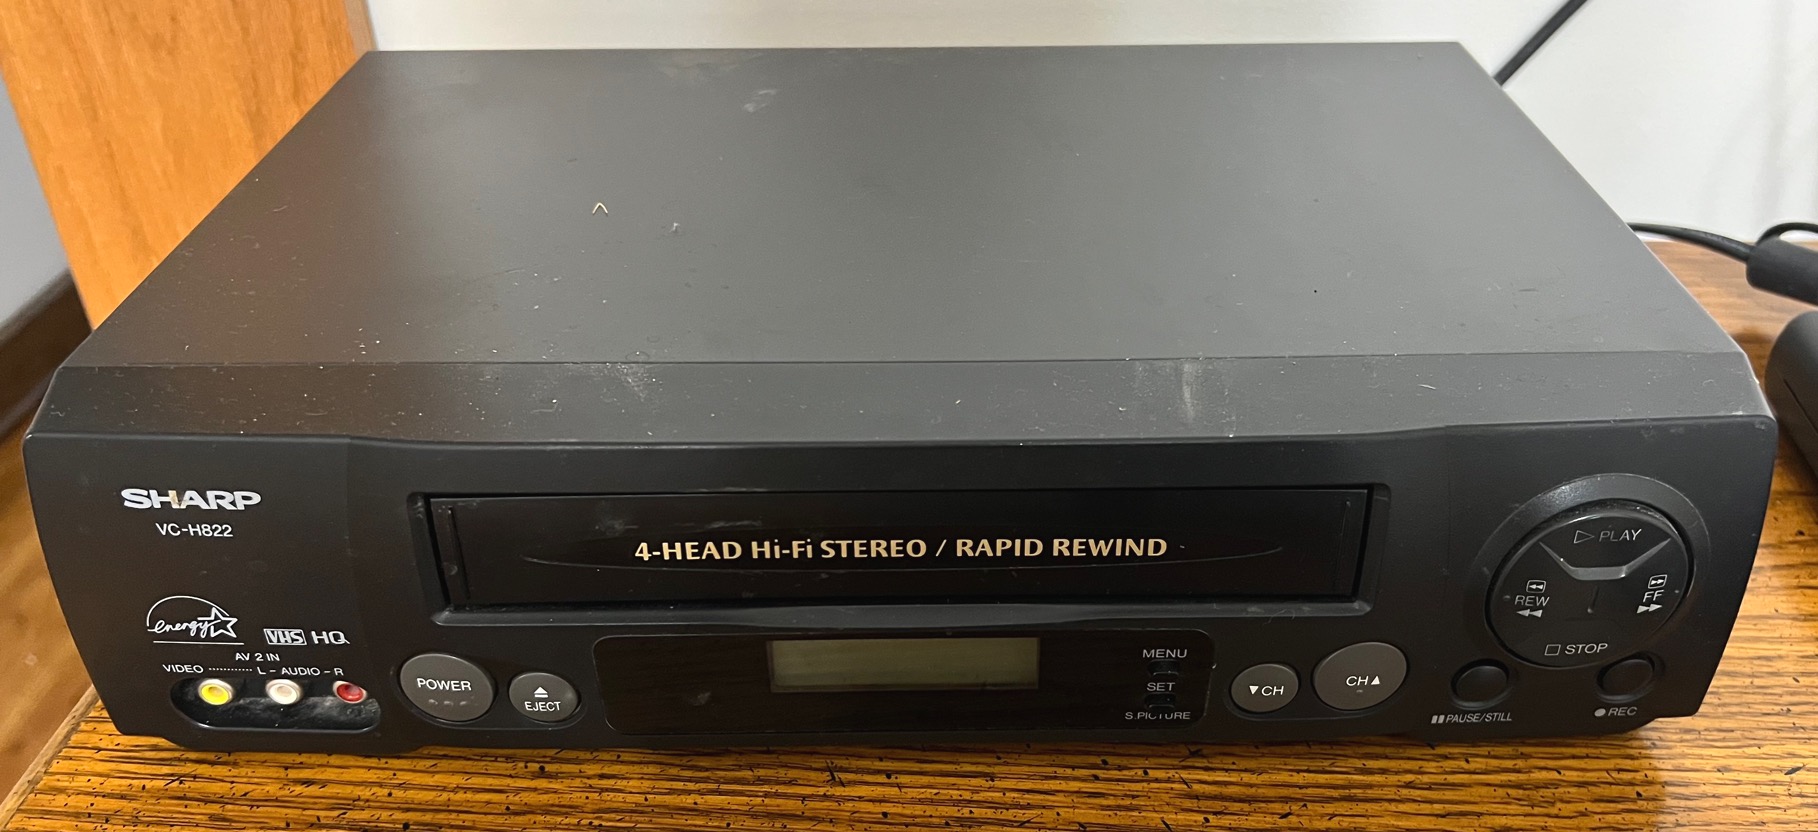 SHARP
VC-H822
4-HEAD Hi-Fi STEREO / RAPID REWIND
energy
VHS HQ
AV 2 IN
VIDEO ············ L - AUDIO - R
POWER
EJECT
MENU
SET
S.PICTURE
▼CH
CH▲
▷ PLAY
REW
FF
□ STOP
PAUSE/STILL
●REC